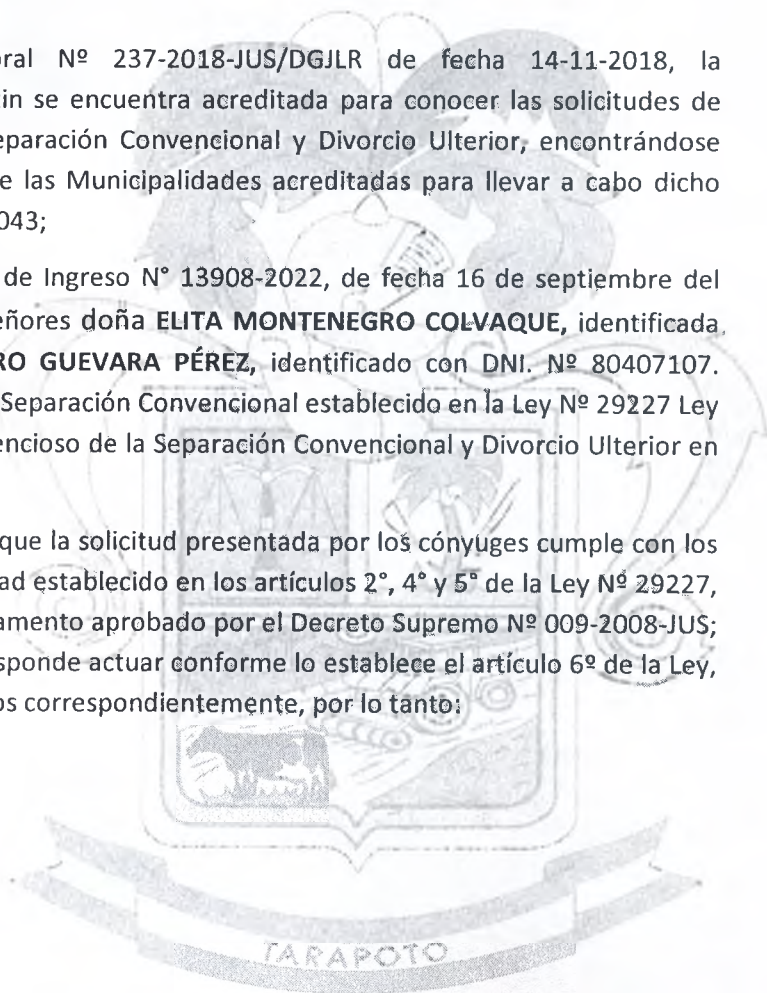 oral Nº 237-2018-JUS/DGJLR de fecha 14-11-2018, la
in se encuentra acreditada para conocer las solicitudes de
eparación Convencional y Divorcio Ulterior, encontrándose
e las Municipalidades acreditadas para llevar a cabo dicho
043;
de Ingreso N° 13908-2022, de fecha 16 de septiembre del
eñores doña ELITA MONTENEGRO COLVAQUE, identificada
RO GUEVARA PÉREZ, identificado con DNI. Nº 80407107.
Separación Convencional establecido en la Ley Nº 29227 Ley
encioso de la Separación Convencional y Divorcio Ulterior en
que la solicitud presentada por los cónyuges cumple con los
ad establecido en los artículos 2°, 4° y 5° de la Ley Nº 29227,
amento aprobado por el Decreto Supremo Nº 009-2008-JUS;
sponde actuar conforme lo establece el artículo 6º de la Ley,
os correspondientemente, por lo tanto:
TARAPOTO